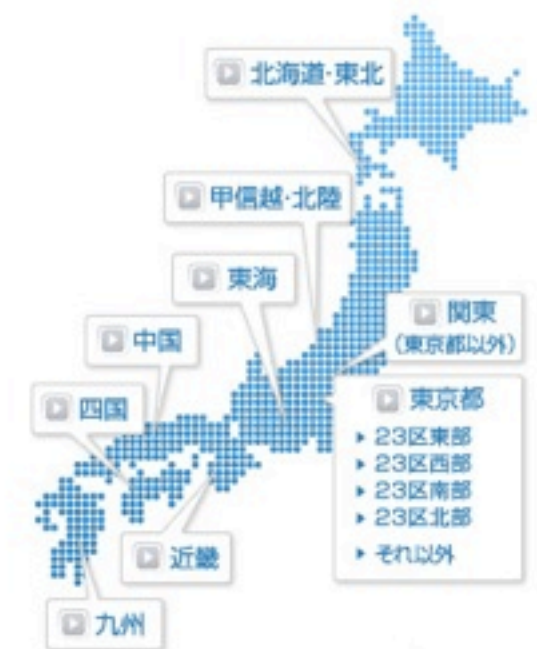 北海道·東北
甲信越·北陸
東海
関東
(東京都以外)
中国
東京都
四国
23区東部
23区西部
23区南部
23区北部
それ以外
近畿
九州